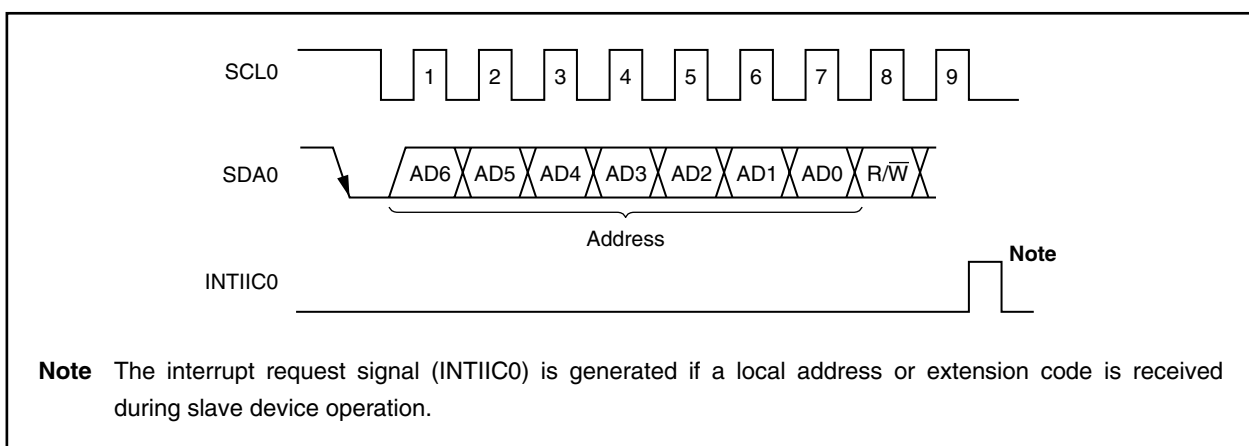 SCL0 1 2 3 4 5 6 7 8 9
SDA0 AD6 AD5 AD4 AD3 AD2 AD1 AD0 R/W̅
Address
Note
INTIIC0
Note The interrupt request signal (INTIIC0) is generated if a local address or extension code is received
during slave device operation.